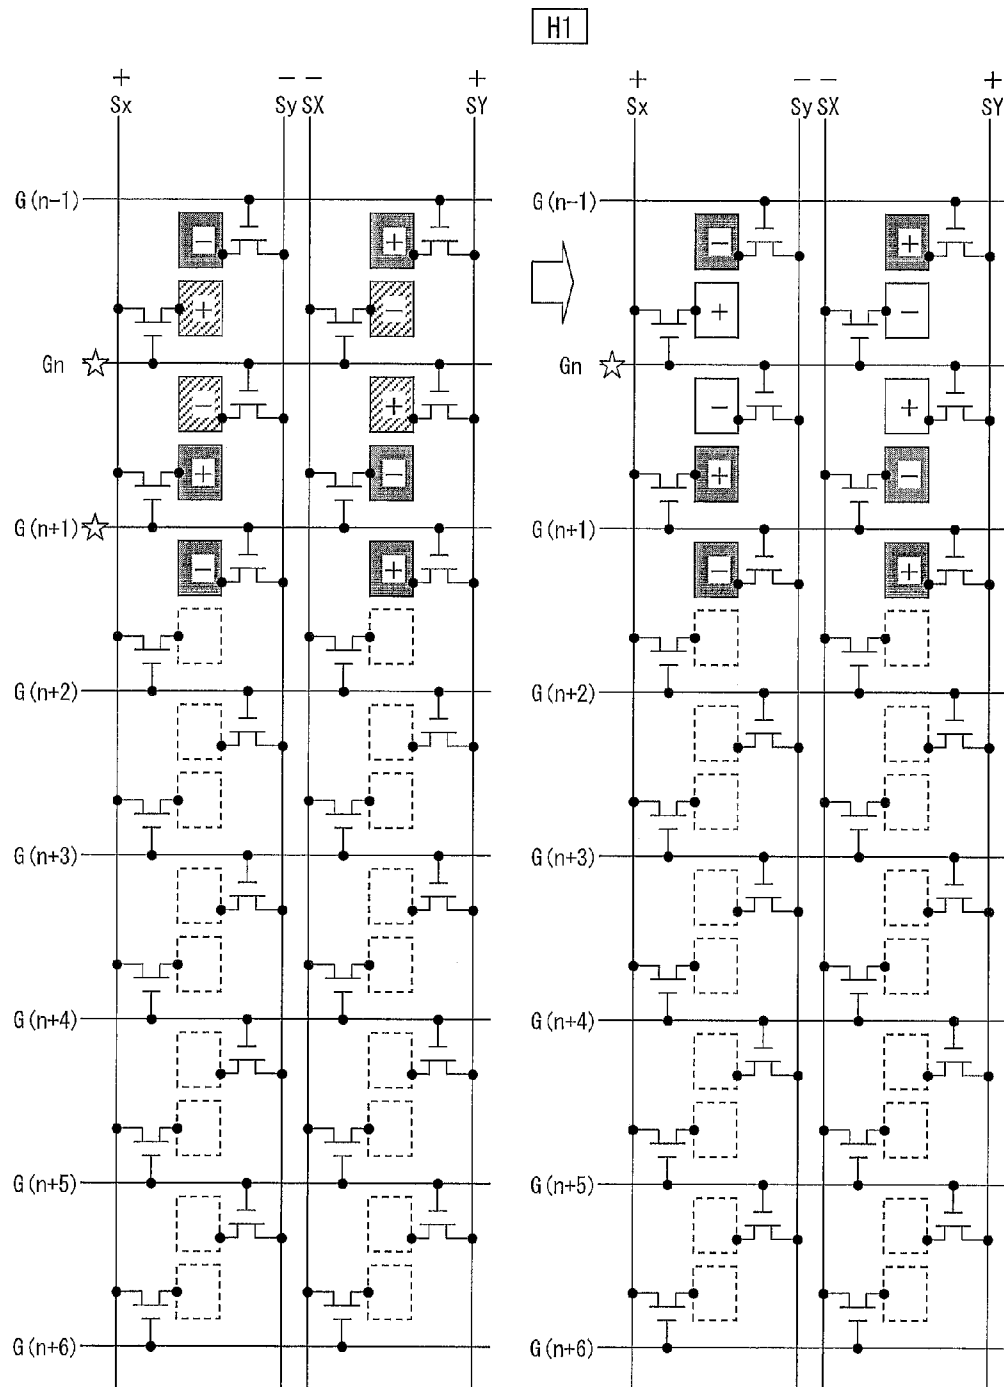 H1
+ − − + + − − +
Sx Sy SX SY Sx Sy SX SY
G(n-1) G(n-1)
− + − +
+ − + −
Gn Gn
− + − +
+ − + −
G(n+1) G(n+1)
− + − +
G(n+2) G(n+2)
G(n+3) G(n+3)
G(n+4) G(n+4)
G(n+5) G(n+5)
G(n+6) G(n+6)